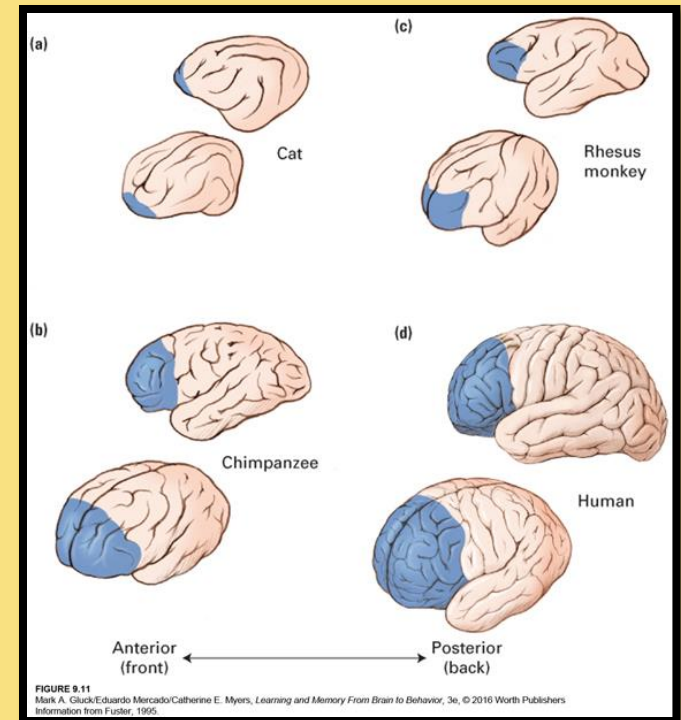 (a)
Cat
(c)
Rhesus
monkey
(b)
Chimpanzee
(d)
Human
Anterior
(front)
Posterior
(back)
FIGURE 9.11
Mark A. Gluck/Eduardo Mercado/Catherine E. Myers, Learning and Memory From Brain to Behavior, 3e, © 2016 Worth Publishers
Information from Fuster, 1995.